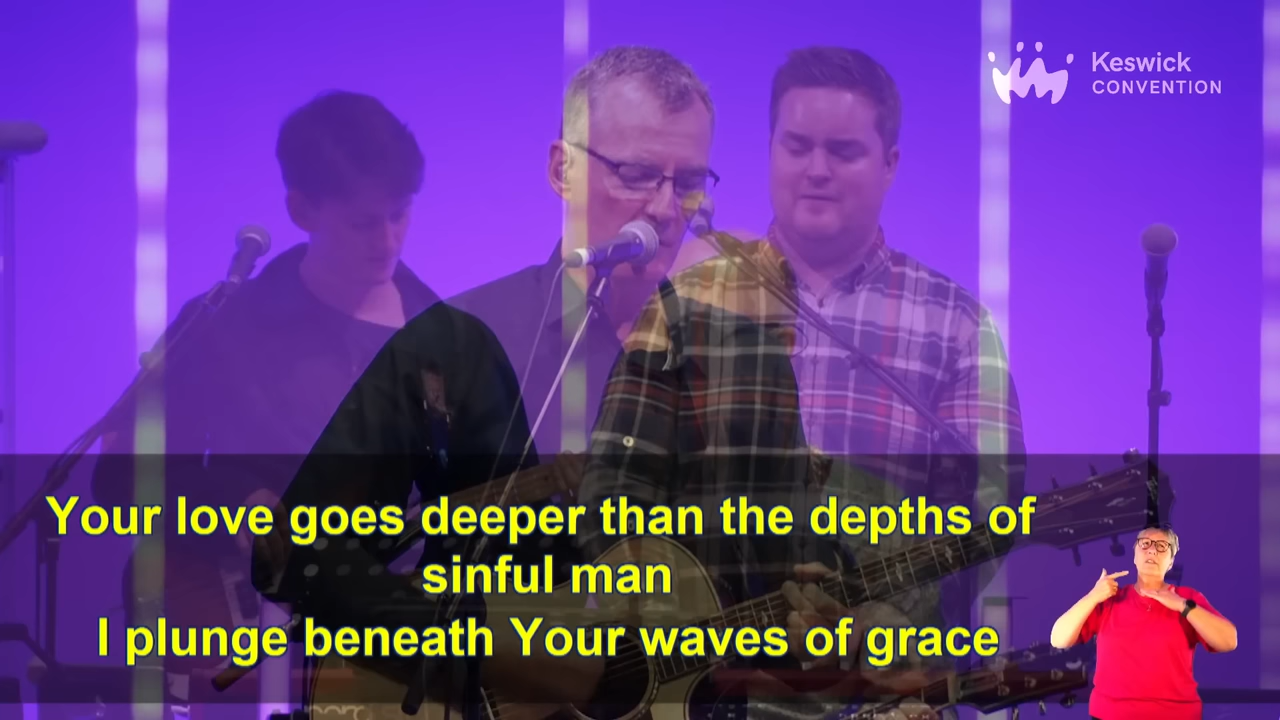 Keswick
CONVENTION
Your love goes deeper than the depths of
sinful man
I plunge beneath Your waves of grace